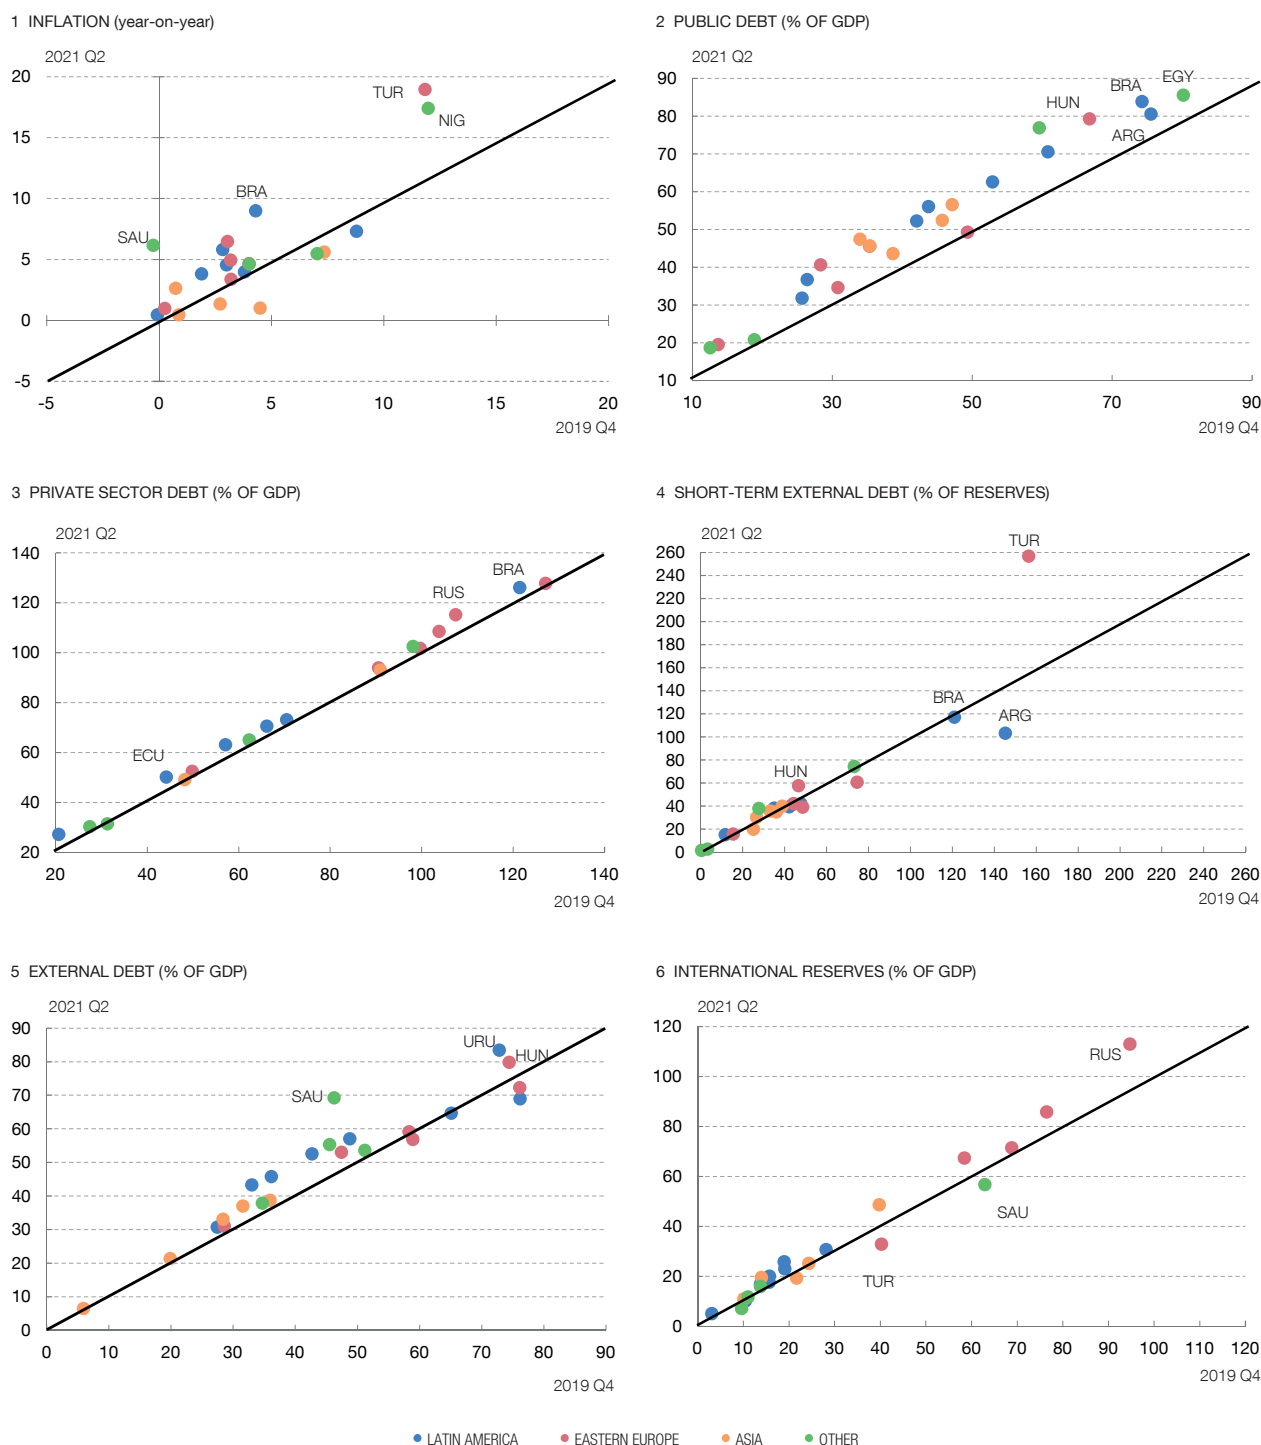 1 INFLATION (year-on-year)
2021 Q2
20
15
10
5
0
-5
-5 0 5 10 15 20
2019 Q4
TUR
NIG
BRA
SAU
2 PUBLIC DEBT (% OF GDP)
2021 Q2
90
80
70
60
50
40
30
20
10
10 30 50 70 90
2019 Q4
EGY
BRA
HUN
ARG
3 PRIVATE SECTOR DEBT (% OF GDP)
2021 Q2
140
120
100
80
60
40
20
20 40 60 80 100 120 140
2019 Q4
BRA
RUS
ECU
4 SHORT-TERM EXTERNAL DEBT (% OF RESERVES)
2021 Q2
260
240
220
200
180
160
140
120
100
80
60
40
20
0
0 20 40 60 80 100 120 140 160 180 200 220 240 260
2019 Q4
TUR
BRA
ARG
HUN
5 EXTERNAL DEBT (% OF GDP)
2021 Q2
90
80
70
60
50
40
30
20
10
0
0 10 20 30 40 50 60 70 80 90
2019 Q4
URU
HUN
SAU
6 INTERNATIONAL RESERVES (% OF GDP)
2021 Q2
120
100
80
60
40
20
0
0 10 20 30 40 50 60 70 80 90 100 110 120
2019 Q4
RUS
SAU
TUR
LATIN AMERICA EASTERN EUROPE ASIA OTHER